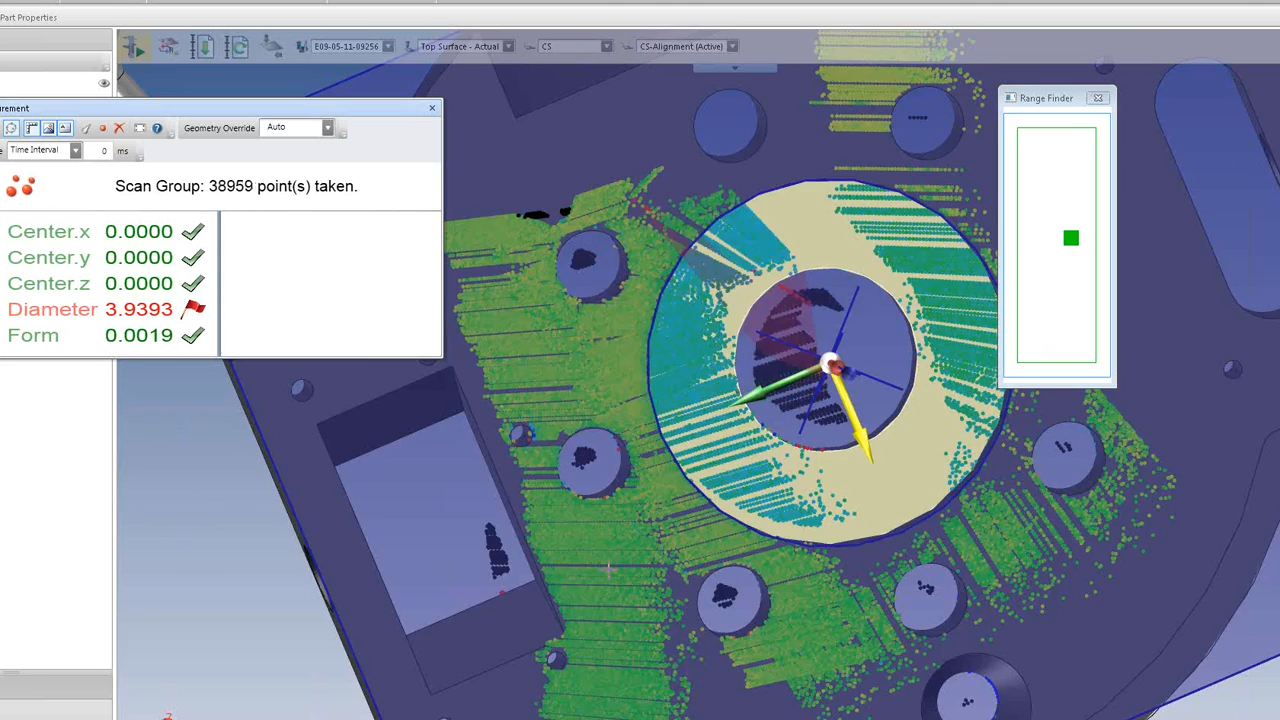 Part Properties
E09-05-11-09256
Top Surface - Actual
CS
CS-Alignment (Active)
urement
Range Finder
Geometry Override
Auto
Time Interval
0
ms
Scan Group: 38959 point(s) taken.
Center.x 0.0000
Center.y 0.0000
Center.z 0.0000
Diameter 3.9393
Form 0.0019